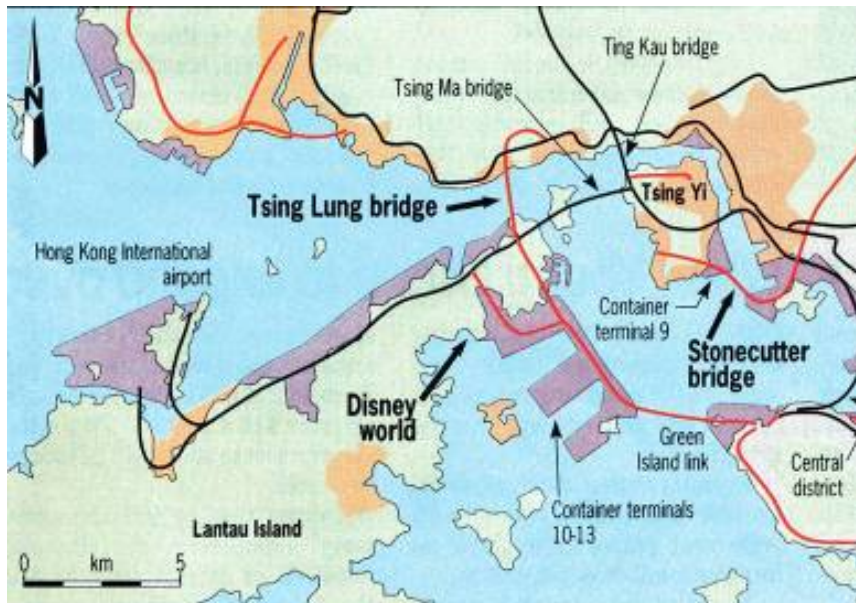 N
Ting Kau bridge
Tsing Ma bridge
Tsing Yi
Tsing Lung bridge
Hong Kong International
airport
Container
terminal 9
Stonecutter
bridge
Disney
world
Green
Island link
Central
district
Container terminals
10-13
Lantau Island
0 km 5